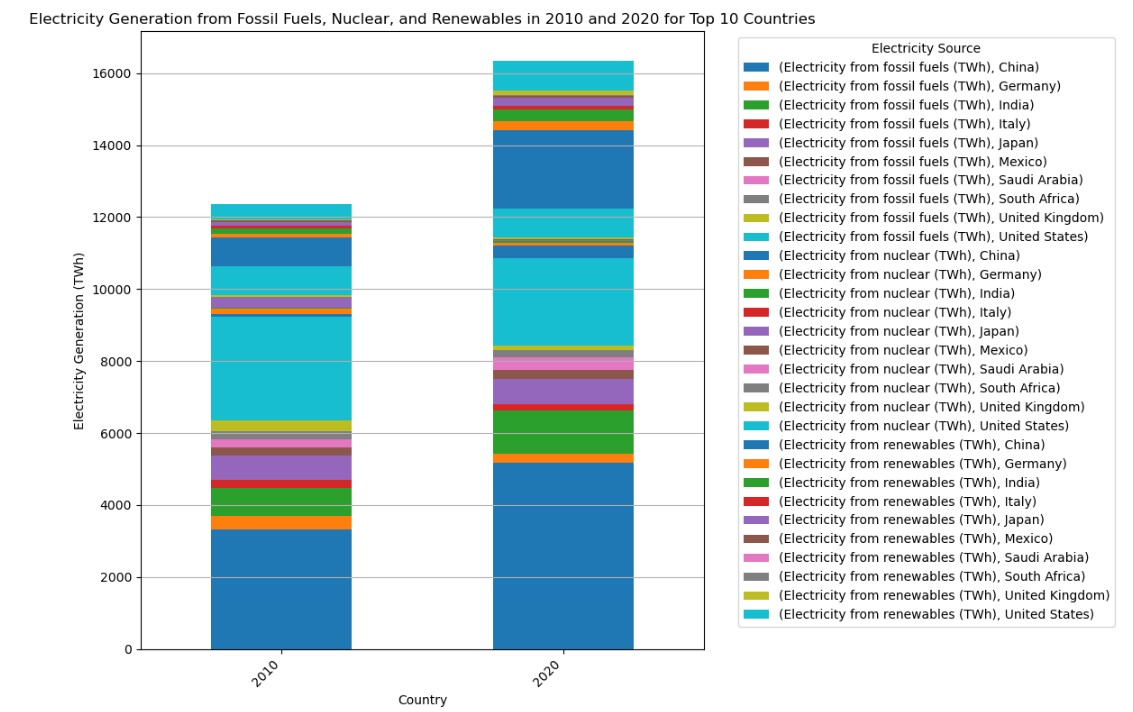 Electricity Generation from Fossil Fuels, Nuclear, and Renewables in 2010 and 2020 for Top 10 Countries
Electricity Generation (TWh)
16000
14000
12000
10000
8000
6000
4000
2000
0
2010
2020
Country
Electricity Source
(Electricity from fossil fuels (TWh), China)
(Electricity from fossil fuels (TWh), Germany)
(Electricity from fossil fuels (TWh), India)
(Electricity from fossil fuels (TWh), Italy)
(Electricity from fossil fuels (TWh), Japan)
(Electricity from fossil fuels (TWh), Mexico)
(Electricity from fossil fuels (TWh), Saudi Arabia)
(Electricity from fossil fuels (TWh), South Africa)
(Electricity from fossil fuels (TWh), United Kingdom)
(Electricity from fossil fuels (TWh), United States)
(Electricity from nuclear (TWh), China)
(Electricity from nuclear (TWh), Germany)
(Electricity from nuclear (TWh), India)
(Electricity from nuclear (TWh), Italy)
(Electricity from nuclear (TWh), Japan)
(Electricity from nuclear (TWh), Mexico)
(Electricity from nuclear (TWh), Saudi Arabia)
(Electricity from nuclear (TWh), South Africa)
(Electricity from nuclear (TWh), United Kingdom)
(Electricity from nuclear (TWh), United States)
(Electricity from renewables (TWh), China)
(Electricity from renewables (TWh), Germany)
(Electricity from renewables (TWh), India)
(Electricity from renewables (TWh), Italy)
(Electricity from renewables (TWh), Japan)
(Electricity from renewables (TWh), Mexico)
(Electricity from renewables (TWh), Saudi Arabia)
(Electricity from renewables (TWh), South Africa)
(Electricity from renewables (TWh), United Kingdom)
(Electricity from renewables (TWh), United States)